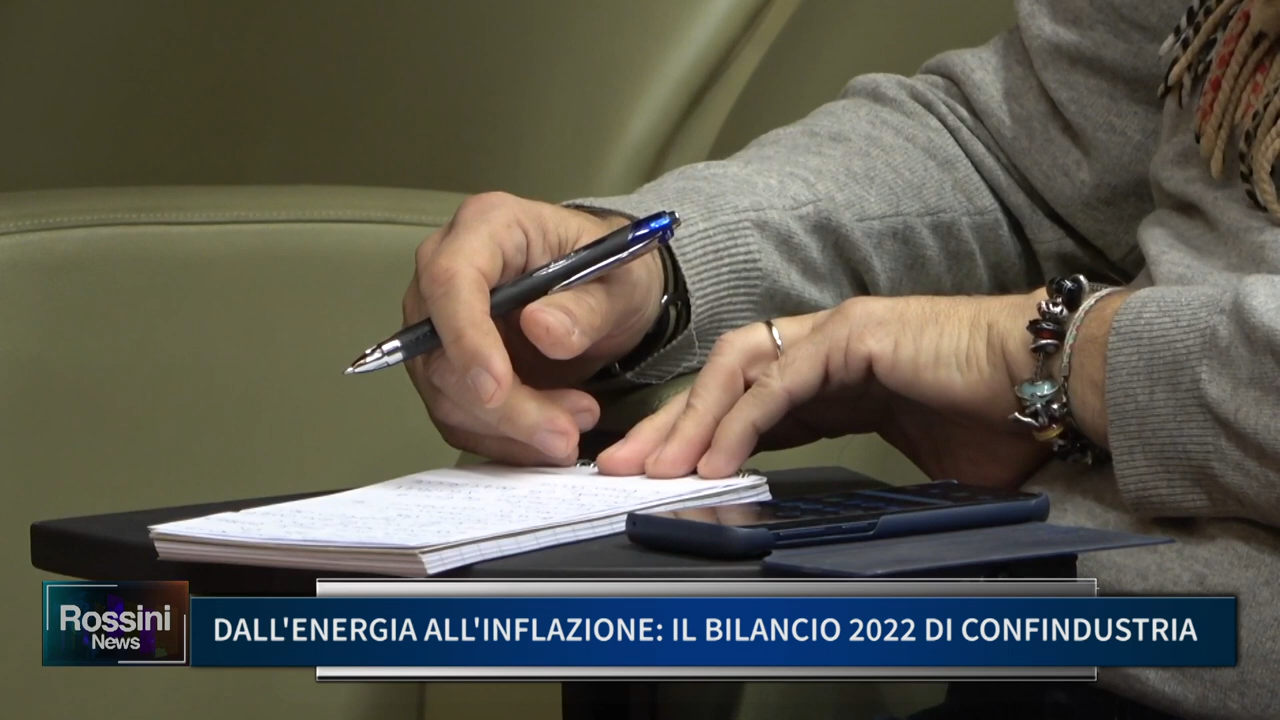 Rossini
News
DALL'ENERGIA ALL'INFLAZIONE: IL BILANCIO 2022 DI CONFINDUSTRIA